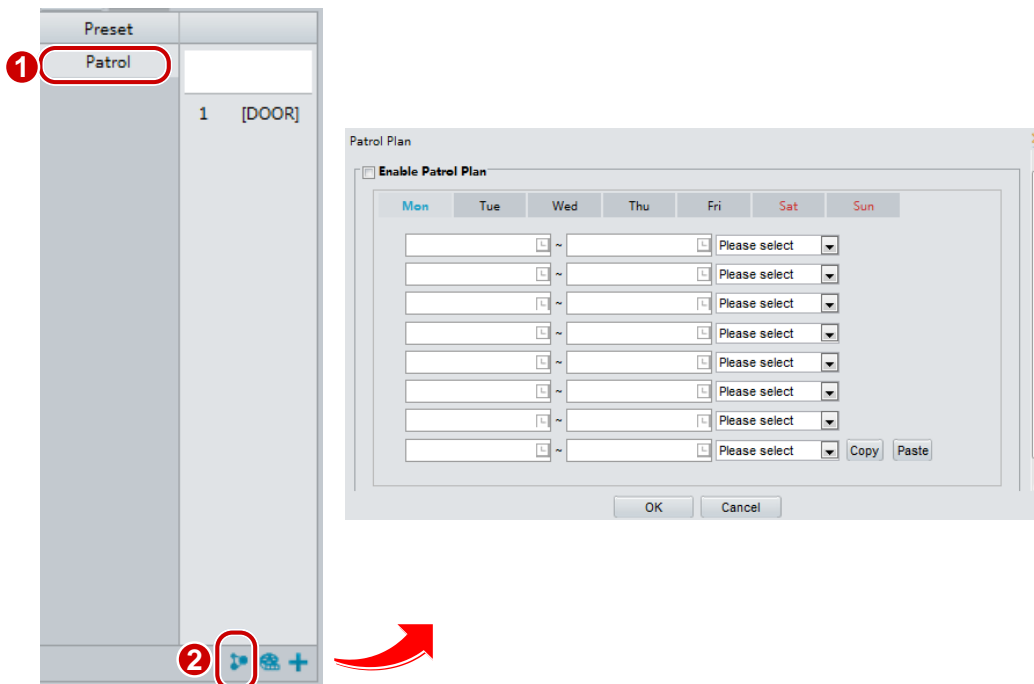 Preset
1 Patrol
1 [DOOR]
2
Patrol Plan
Enable Patrol Plan
Mon Tue Wed Thu Fri Sat Sun
~ Please select
~ Please select
~ Please select
~ Please select
~ Please select
~ Please select
~ Please select
~ Please select Copy Paste
OK Cancel